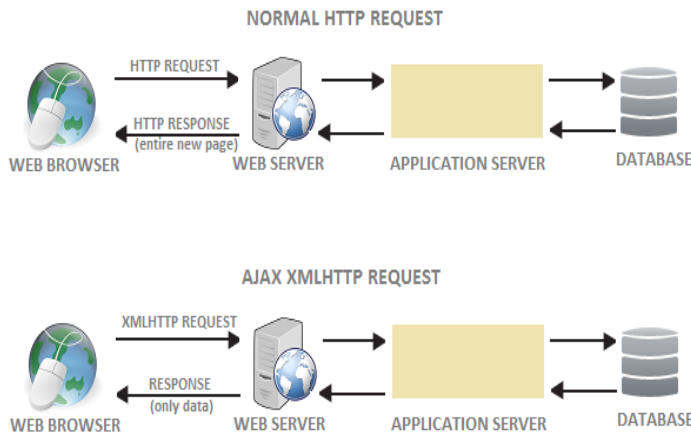 NORMAL HTTP REQUEST
HTTP REQUEST
HTTP RESPONSE
(entire new page)
WEB BROWSER
WEB SERVER
APPLICATION SERVER
DATABASE
AJAX XMLHTTP REQUEST
XMLHTTP REQUEST
RESPONSE
(only data)
WEB BROWSER
WEB SERVER
APPLICATION SERVER
DATABASE